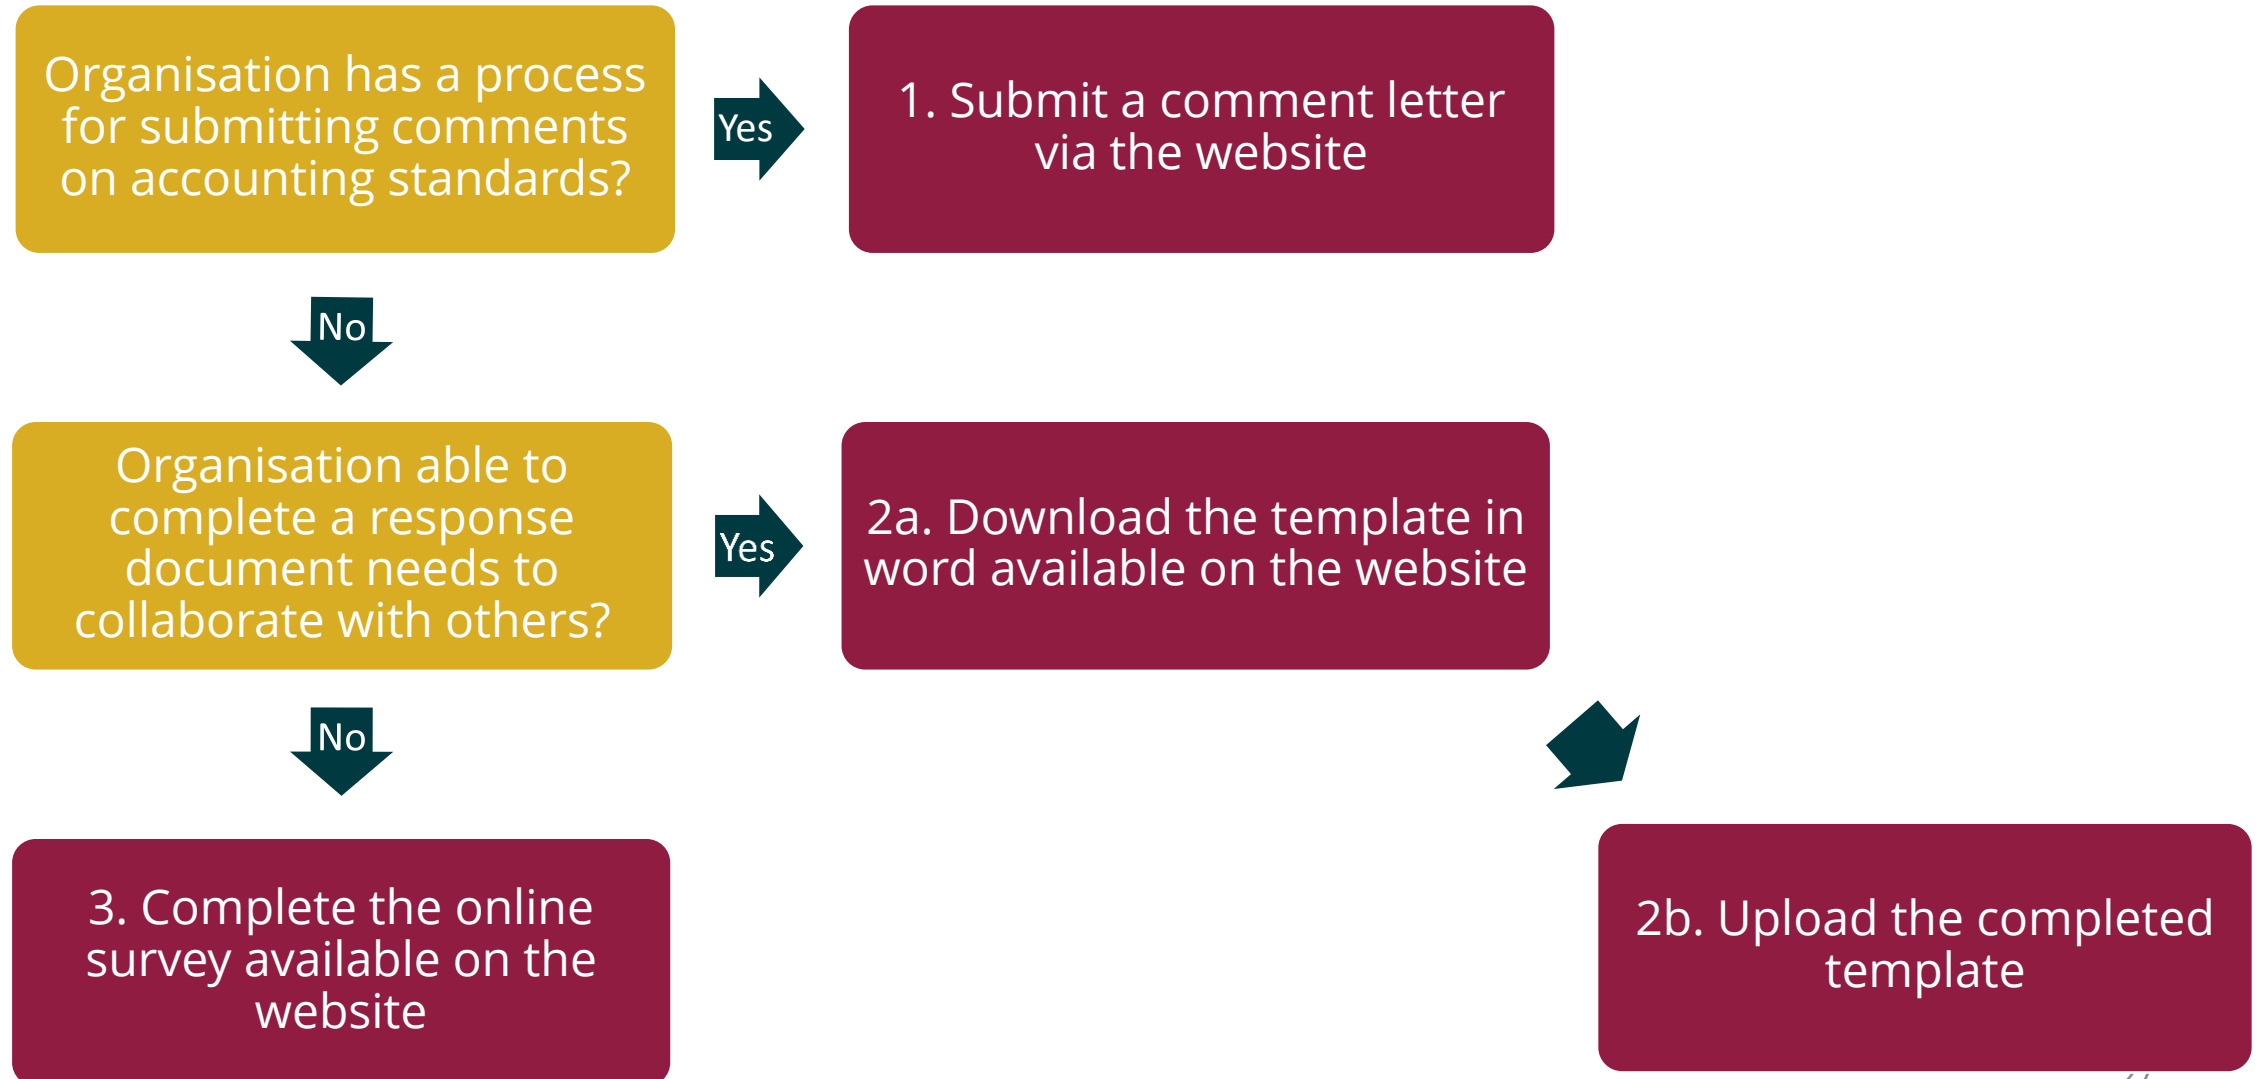 Organisation has a process
for submitting comments
on accounting standards?
Yes
1. Submit a comment letter
via the website
No
Organisation able to
complete a response
document needs to
collaborate with others?
Yes
2a. Download the template in
word available on the website
No
3. Complete the online
survey available on the
website
2b. Upload the completed
template